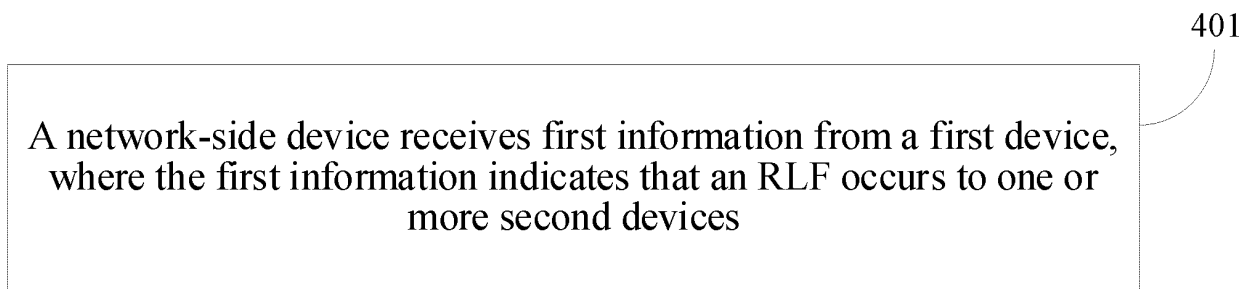 401
A network-side device receives first information from a first device,
where the first information indicates that an RLF occurs to one or
more second devices